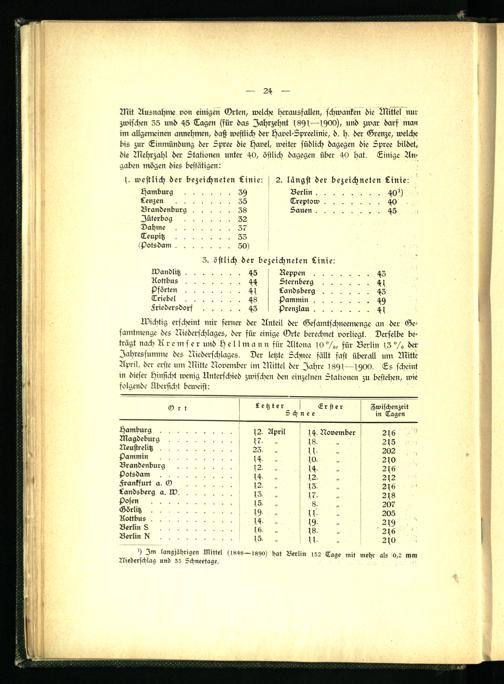 — 24 —
Mit Ausnahme von einigen Orten, welche herausfallen, schwanken die Mittel nur
zwischen 35 und 45 Tagen (für das Jahrzehnt 1891—1900), und zwar darf man
im allgemeinen annehmen, daß westlich der Havel-Spreelinie, d. h. der Grenze, welche
bis zur Einmündung der Spree die Havel, weiter südlich dagegen die Spree bildet,
die Mehrzahl der Stationen unter 40, östlich dagegen über 40 hat. Einige An-
gaben mögen dies bestätigen:
1. westlich der bezeichneten Linie:
Hamburg . . . . . . 39
Lenzen . . . . . . 35
Brandenburg . . . . . 38
Jüterbog . . . . . . 32
Dahme . . . . . . 37
Teupitz . . . . . . 33
(Potsdam . . . . . . 50)
2. längst der bezeichneten Linie:
Berlin . . . . . . . 40¹)
Treptow . . . . . . 40
Sauen . . . . . . . 45
3. östlich der bezeichneten Linie:
Wandlitz . . . . . . 45
Kottbus . . . . . . 44
Pförten . . . . . . 41
Triebel . . . . . . 48
Friedersdorf . . . . . 43
Reppen . . . . . . 43
Sternberg . . . . . . 41
Landsberg . . . . . . 43
Pammin . . . . . . 49
Prenzlau . . . . . . 41
Wichtig erscheint mir ferner der Anteil der Gesamtschneemenge an der Ge-
samtmenge des Niederschlages, der für einige Orte berechnet vorliegt. Derselbe be-
trägt nach Kremser und Hellmann für Altona 10 %, für Berlin 13 % der
Jahressumme des Niederschlages. Der letzte Schnee fällt fast überall um Mitte
April, der erste um Mitte November im Mittel der Jahre 1891—1900. Es scheint
in dieser Hinsicht wenig Unterschied zwischen den einzelnen Stationen zu bestehen, wie
folgende Übersicht beweist:
Ort | Letzter Schnee | Erster Schnee | Zwischenzeit in Tagen
Hamburg . . . . . . 12. April 14. November 216
Magdeburg . . . . . . 17. „ 18. „ 215
Neustrelitz . . . . . . 23. „ 11. „ 202
Pammin . . . . . . 14. „ 10. „ 210
Brandenburg . . . . . . 12. „ 14. „ 216
Potsdam . . . . . . 14. „ 12. „ 212
Frankfurt a. O . . . . . . 12. „ 13. „ 216
Landsberg a. W. . . . . . . 13. „ 17. „ 218
Posen . . . . . . 15. „ 8. „ 207
Görlitz . . . . . . 19. „ 11. „ 205
Kottbus . . . . . . 14. „ 19. „ 219
Berlin S . . . . . . 16. „ 18. „ 216
Berlin N . . . . . . 15. „ 11. „ 210
¹) Im langjährigen Mittel (1848—1890) hat Berlin 152 Tage mit mehr als 0,2 mm
Niederschlag und 33 Schneetage.